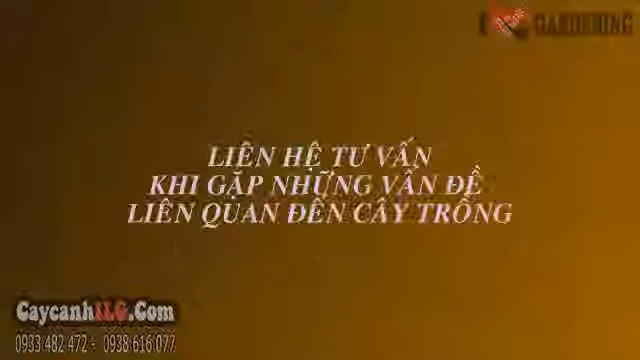 GARDENING
LIÊN HỆ TƯ VẤN
KHI GẶP NHỮNG VẤN ĐỀ
LIÊN QUAN ĐẾN CÂY TRỒNG
CaycanhILG.Com
0933 482 472 - 0938 616 077